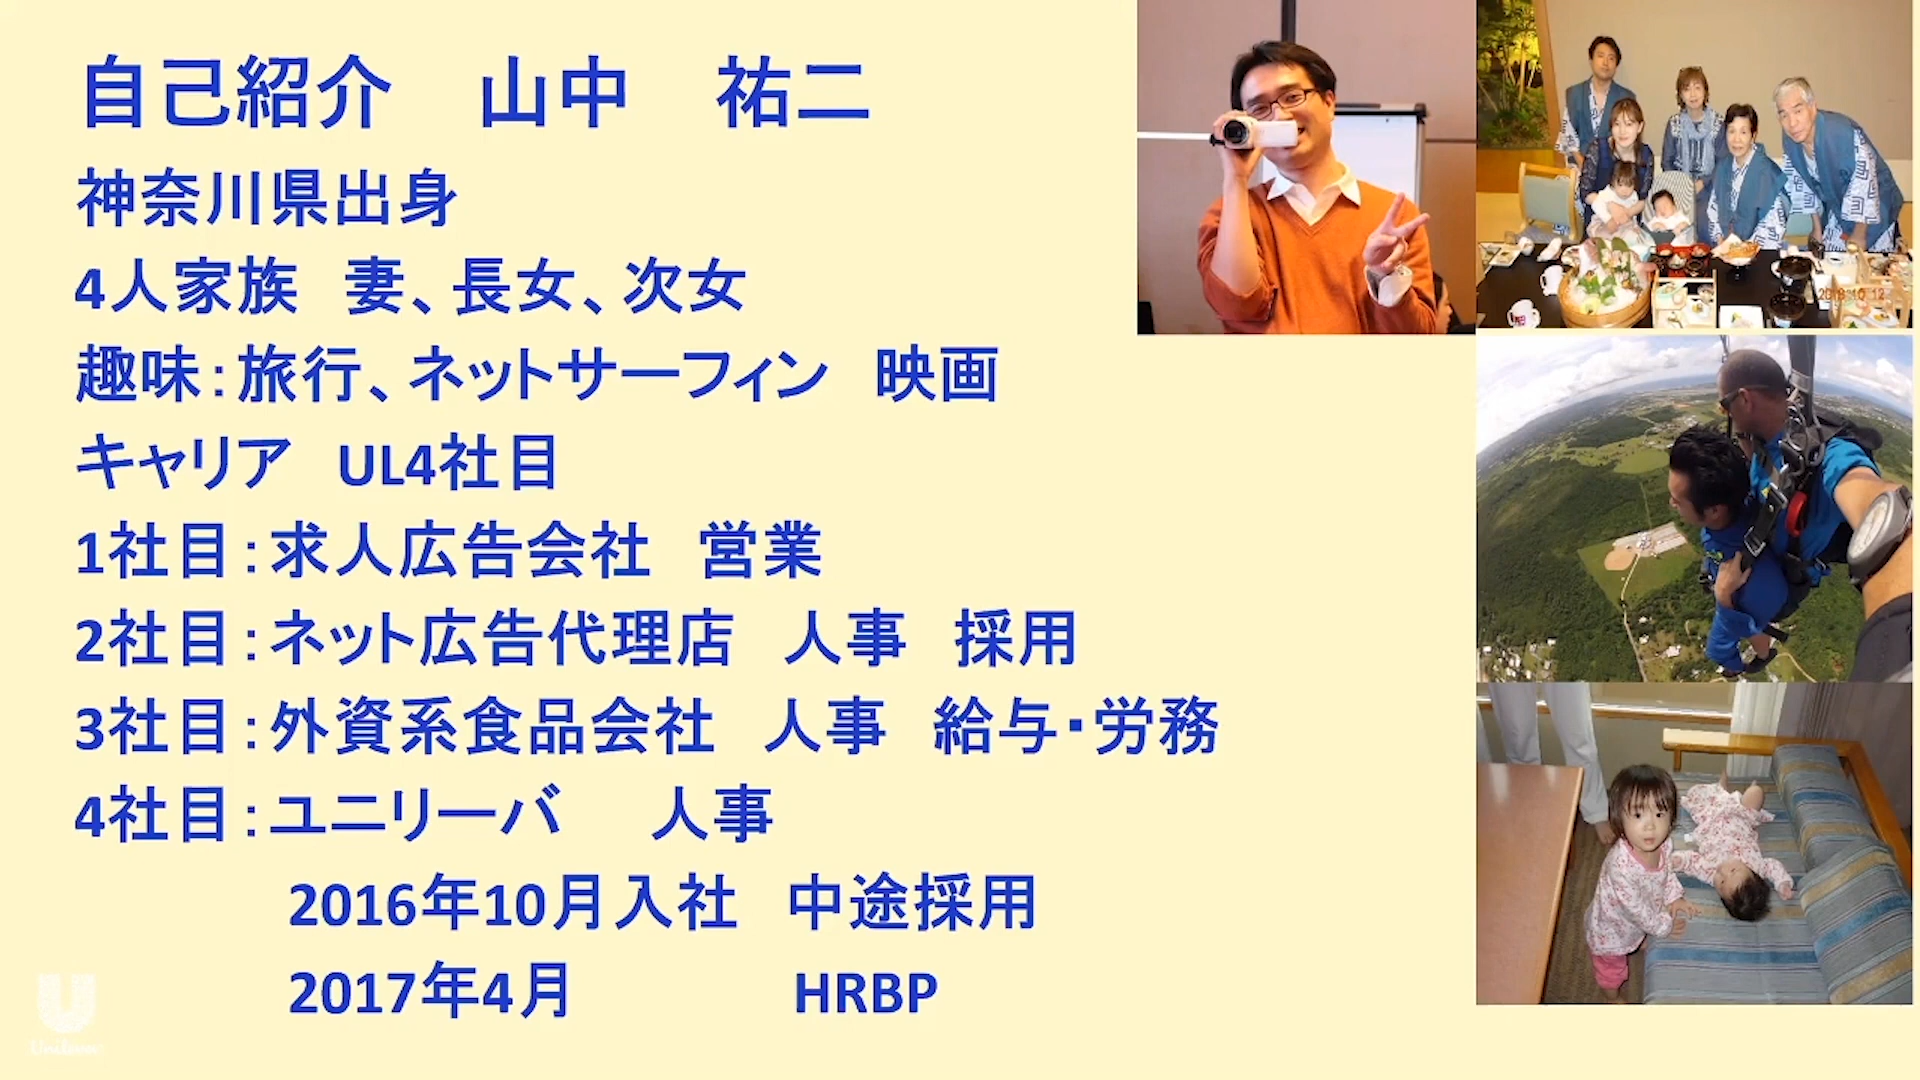 自己紹介　山中　祐二
神奈川県出身
4人家族　妻、長女、次女
趣味：旅行、ネットサーフィン　映画
キャリア　UL4社目
1社目：求人広告会社　営業
2社目：ネット広告代理店　人事　採用
3社目：外資系食品会社　人事　給与・労務
4社目：ユニリーバ　人事
2016年10月入社　中途採用
2017年4月　HRBP
Unilever